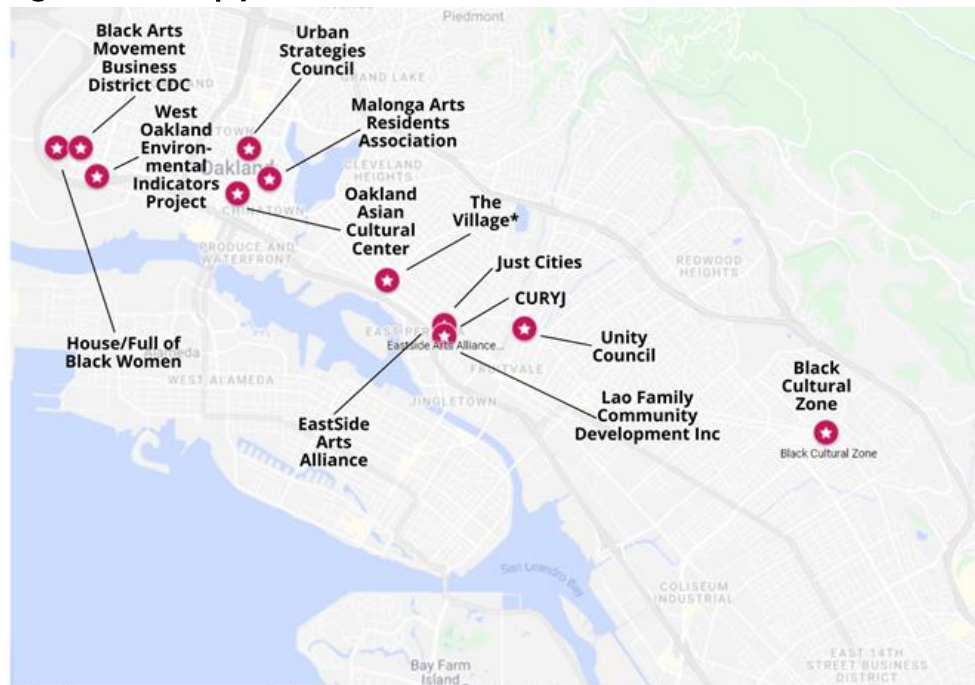 Piedmont
Black Arts
Movement
Business
District CDC
Urban
Strategies
Council
GRAND LAKE
West
Oakland
Environ-
mental
Indicators
Project
Malonga Arts
Residents
Association
Oakland
CLEVELAND
HEIGHTS
CHINATOWN
Oakland
Asian
Cultural
Center
The
Village*
PRODUCE AND
WATERFRONT
REDWOOD
HEIGHTS
Just Cities
CURYJ
House/Full of
Black Women
Alameda
Eastside Arts Alliance...
Unity
Council
WEST ALAMEDA
FRUITVALE
JINGLETOWN
Black
Cultural
Zone
Lao Family
Community
Development Inc
EastSide
Arts
Alliance
Black Cultural Zone
San Leandro Bay
COLISEUM
INDUSTRIAL
Bay Farm
Island
EAST 14TH
STREET BUSINESS
DISTRICT